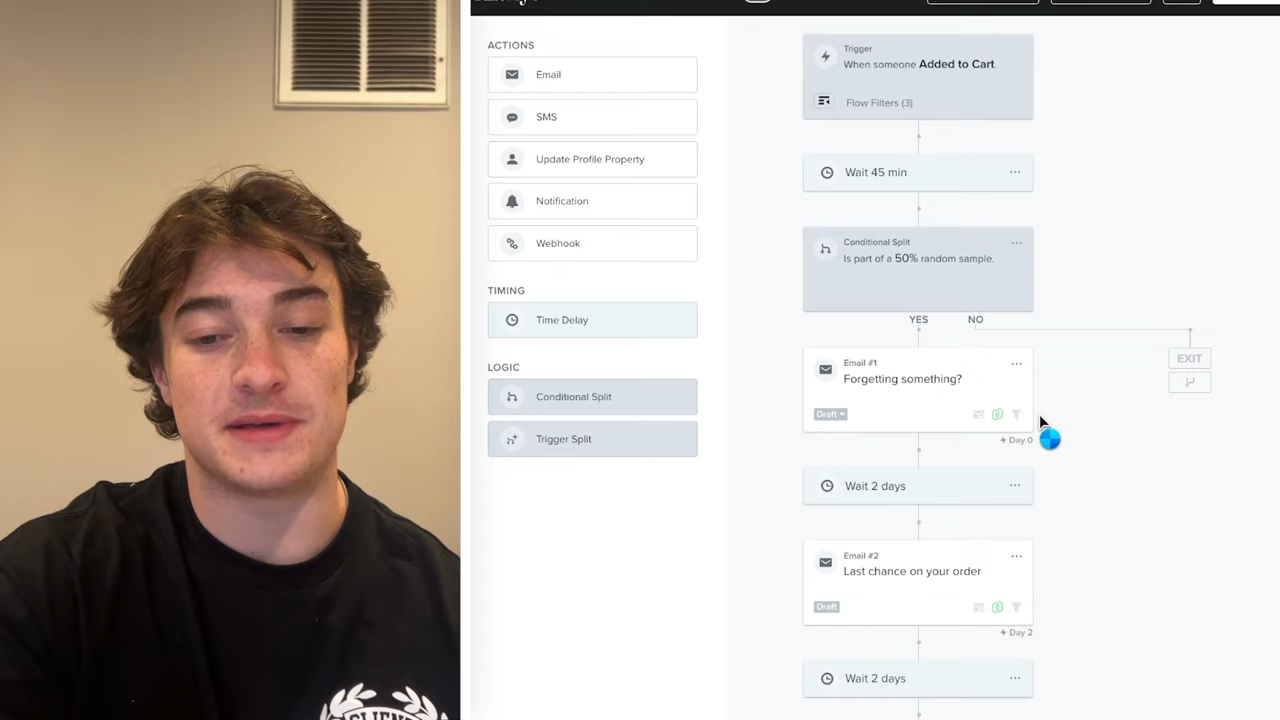 ACTIONS
Email
SMS
Update Profile Property
Notification
Webhook
TIMING
Time Delay
LOGIC
Conditional Split
Trigger Split
Trigger
When someone Added to Cart.
Flow Filters (3)
Wait 45 min
Conditional Split
Is part of a 50% random sample.
YES
NO
EXIT
Email #1
Forgetting something?
Draft
Day 0
Wait 2 days
Email #2
Last chance on your order
Draft
Day 2
Wait 2 days